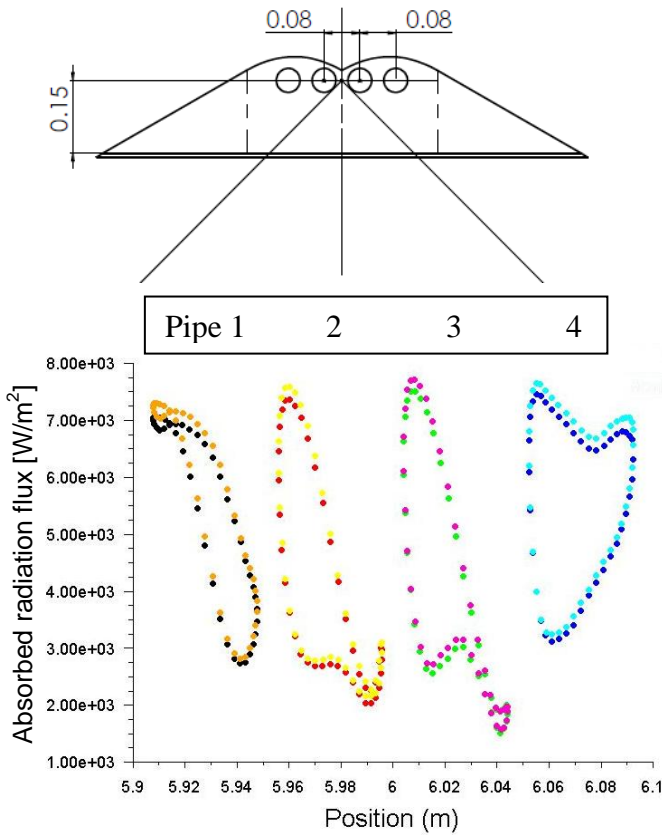 0.08 0.08
0.15
Pipe 1 2 3 4
8.00e+03
7.00e+03
6.00e+03
5.00e+03
4.00e+03
3.00e+03
2.00e+03
1.00e+03
Absorbed radiation flux [W/m²]
5.9 5.92 5.94 5.96 5.98 6 6.02 6.04 6.06 6.08 6.1
Position (m)